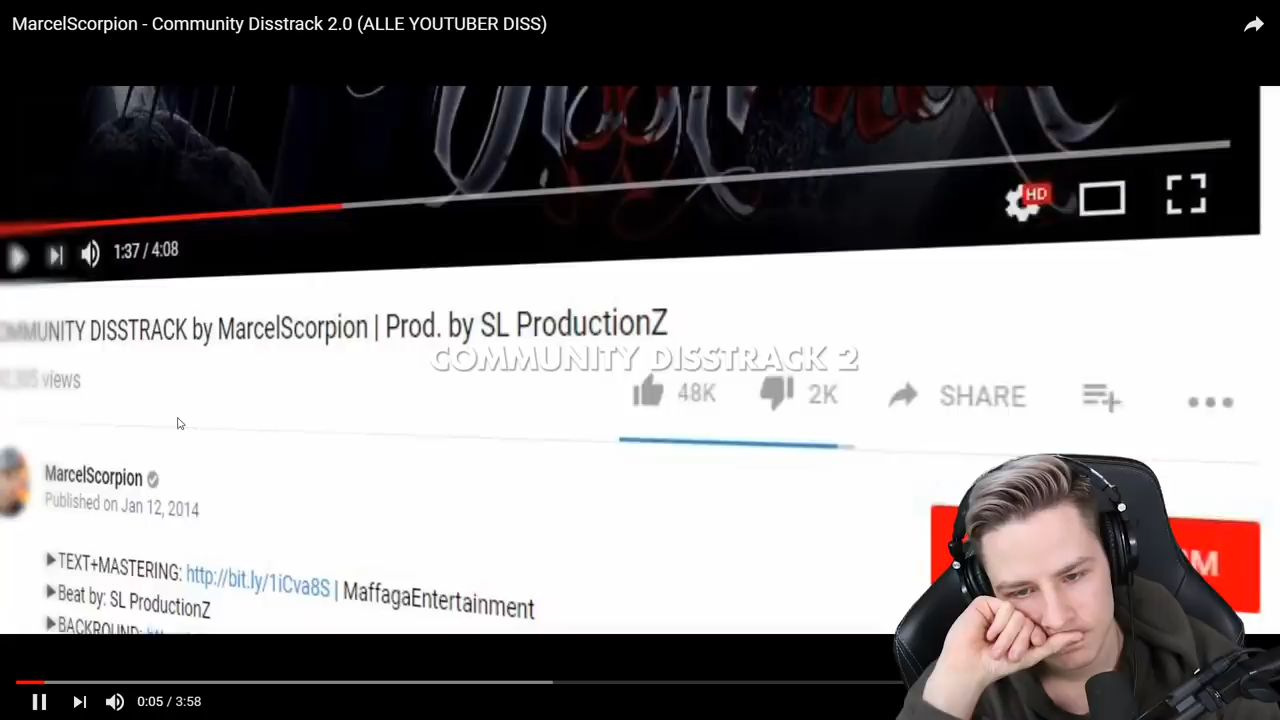 MarcelScorpion - Community Disstrack 2.0 (ALLE YOUTUBER DISS)
HD
1:37 / 4:08
DISSTRACK by MarcelScorpion | Prod. by SL ProductionZ
COMMUNITY DISSTRACK 2
views
48K
2K
SHARE
MarcelScorpion
Published on Jan 12, 2014
▶TEXT+MASTERING: http://bit.ly/1iCva8S | MaffagaEntertainment
▶Beat by: SL ProductionZ
▶BACKROUND:
0:05 / 3:58